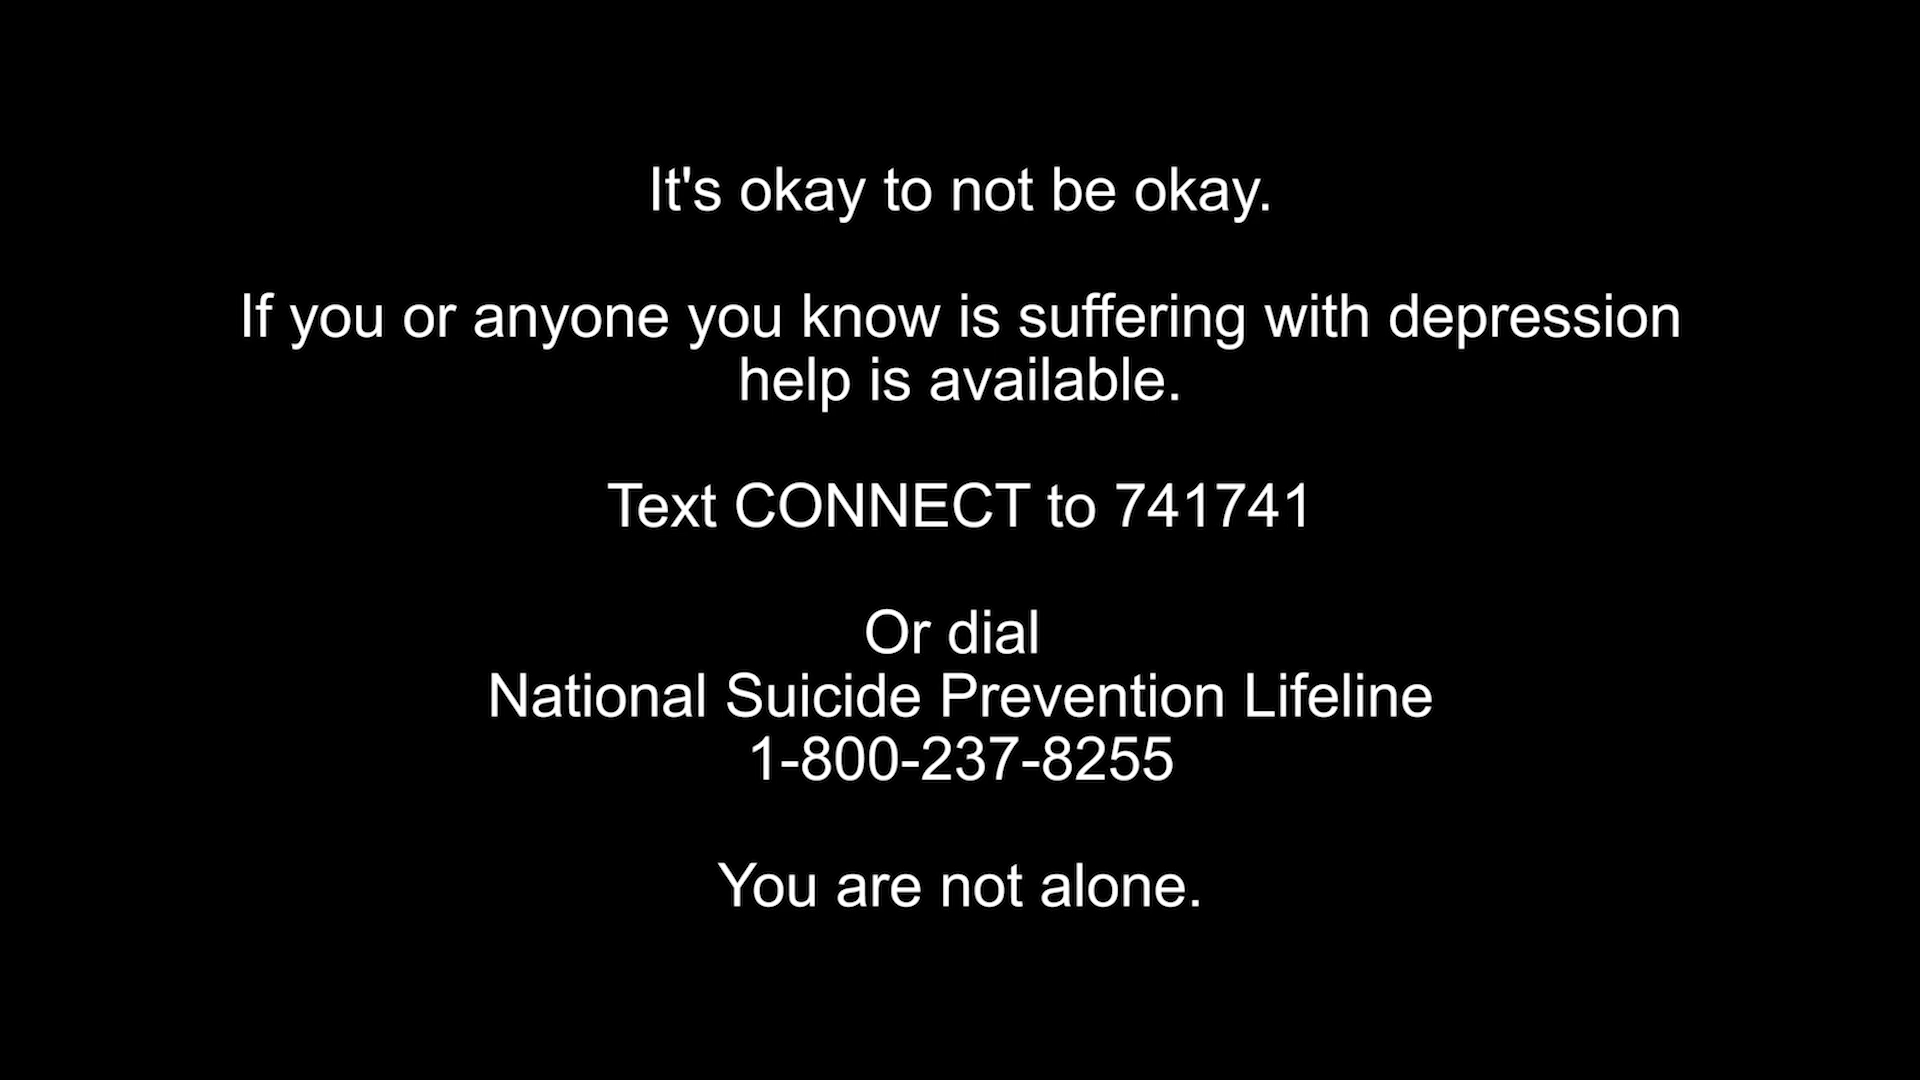 It's okay to not be okay.
If you or anyone you know is suffering with depression
help is available.
Text CONNECT to 741741
Or dial
National Suicide Prevention Lifeline
1-800-237-8255
You are not alone.